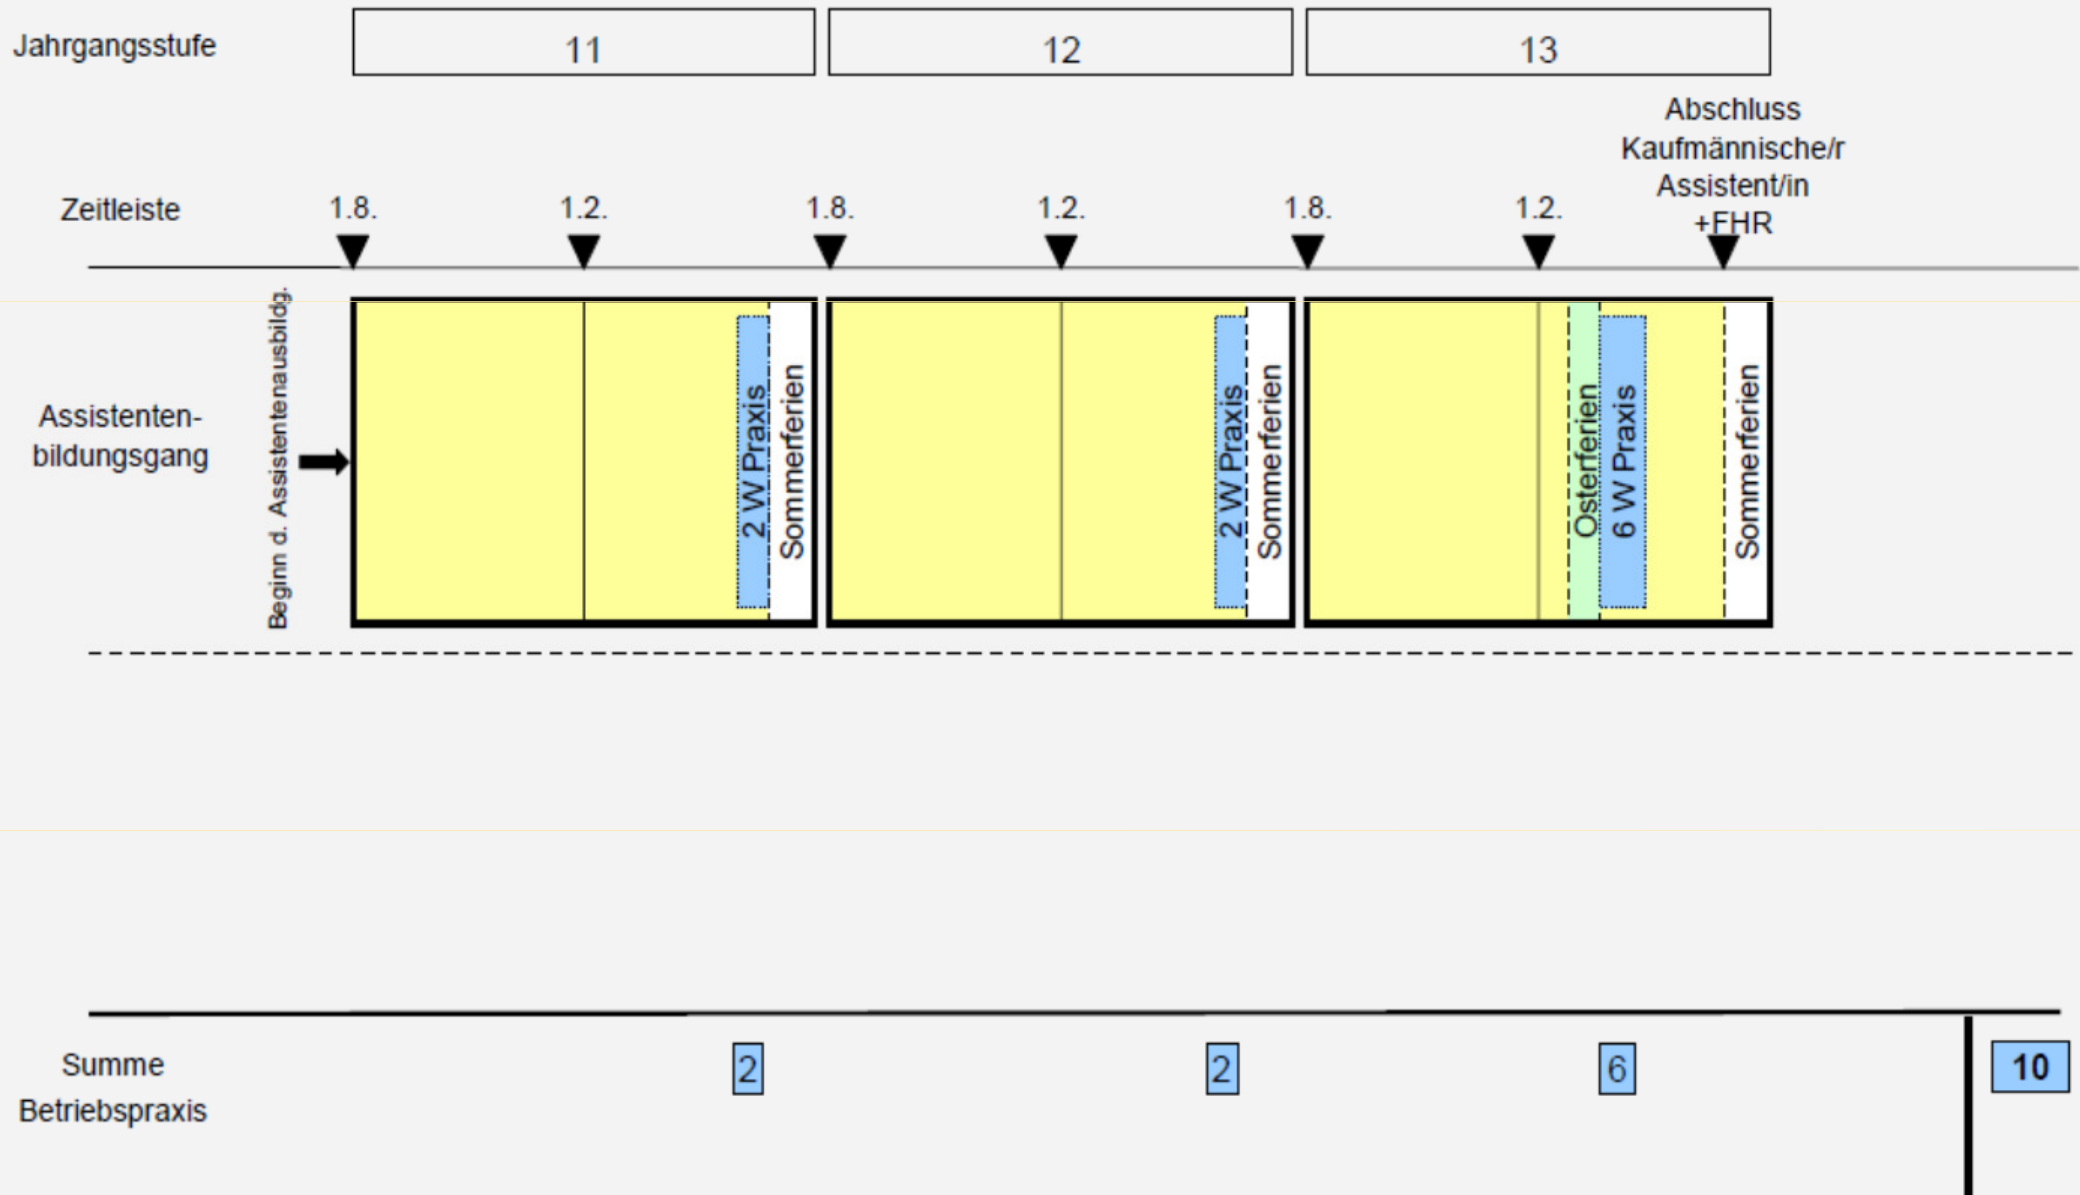 Jahrgangsstufe
11
12
13
Abschluss
Kaufmännische/r
Assistent/in
+FHR
Zeitleiste
1.8.
1.2.
1.8.
1.2.
1.8.
1.2.
Assistenten-
bildungsgang
Beginn d. Assistentenausbildg.
2 W Praxis
Sommerferien
2 W Praxis
Sommerferien
Osterferien
6 W Praxis
Sommerferien
Summe
Betriebspraxis
2
2
6
10